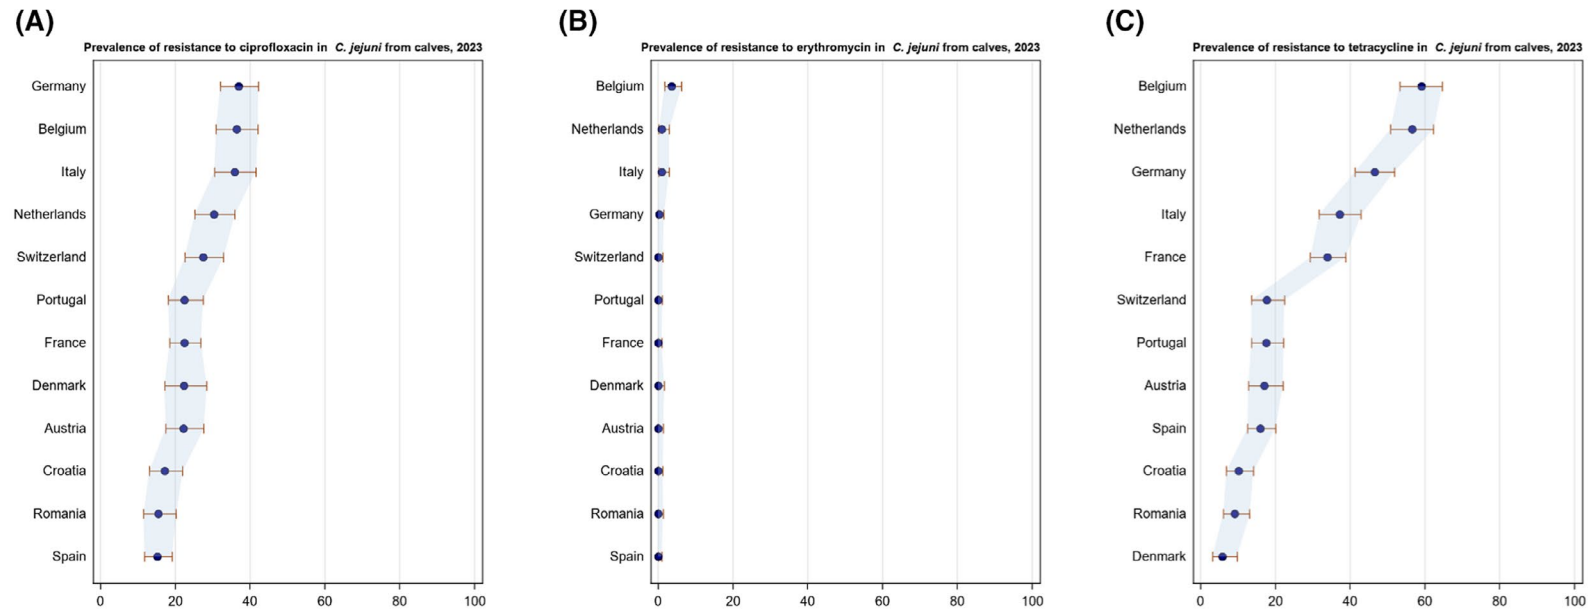 (A)
Prevalence of resistance to ciprofloxacin in C. jejuni from calves, 2023
Germany
Belgium
Italy
Netherlands
Switzerland
Portugal
France
Denmark
Austria
Croatia
Romania
Spain
0 20 40 60 80 100
(B)
Prevalence of resistance to erythromycin in C. jejuni from calves, 2023
Belgium
Netherlands
Italy
Germany
Switzerland
Portugal
France
Denmark
Austria
Croatia
Romania
Spain
0 20 40 60 80 100
(C)
Prevalence of resistance to tetracycline in C. jejuni from calves, 2023
Belgium
Netherlands
Germany
Italy
France
Switzerland
Portugal
Austria
Spain
Croatia
Romania
Denmark
0 20 40 60 80 100